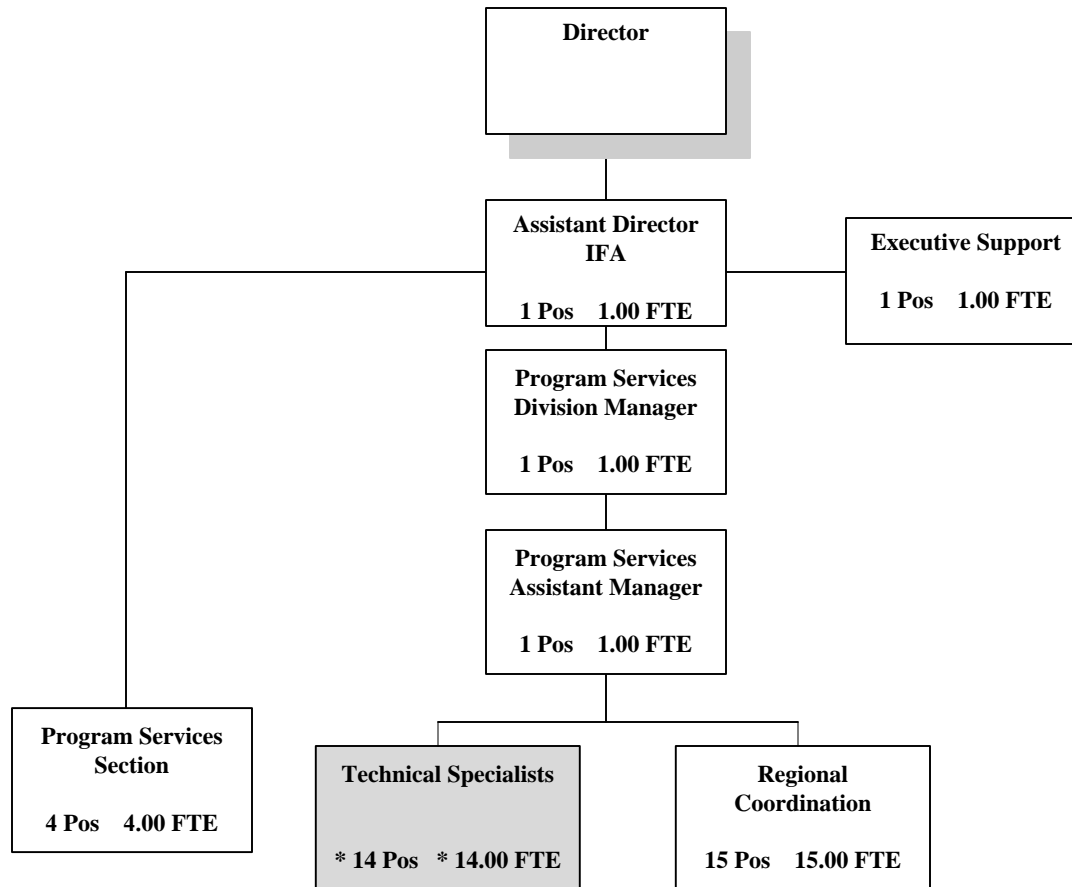 Director
Assistant Director
IFA
1 Pos 1.00 FTE
Executive Support
1 Pos 1.00 FTE
Program Services
Division Manager
1 Pos 1.00 FTE
Program Services
Assistant Manager
1 Pos 1.00 FTE
Program Services
Section
4 Pos 4.00 FTE
Technical Specialists
* 14 Pos * 14.00 FTE
Regional
Coordination
15 Pos 15.00 FTE